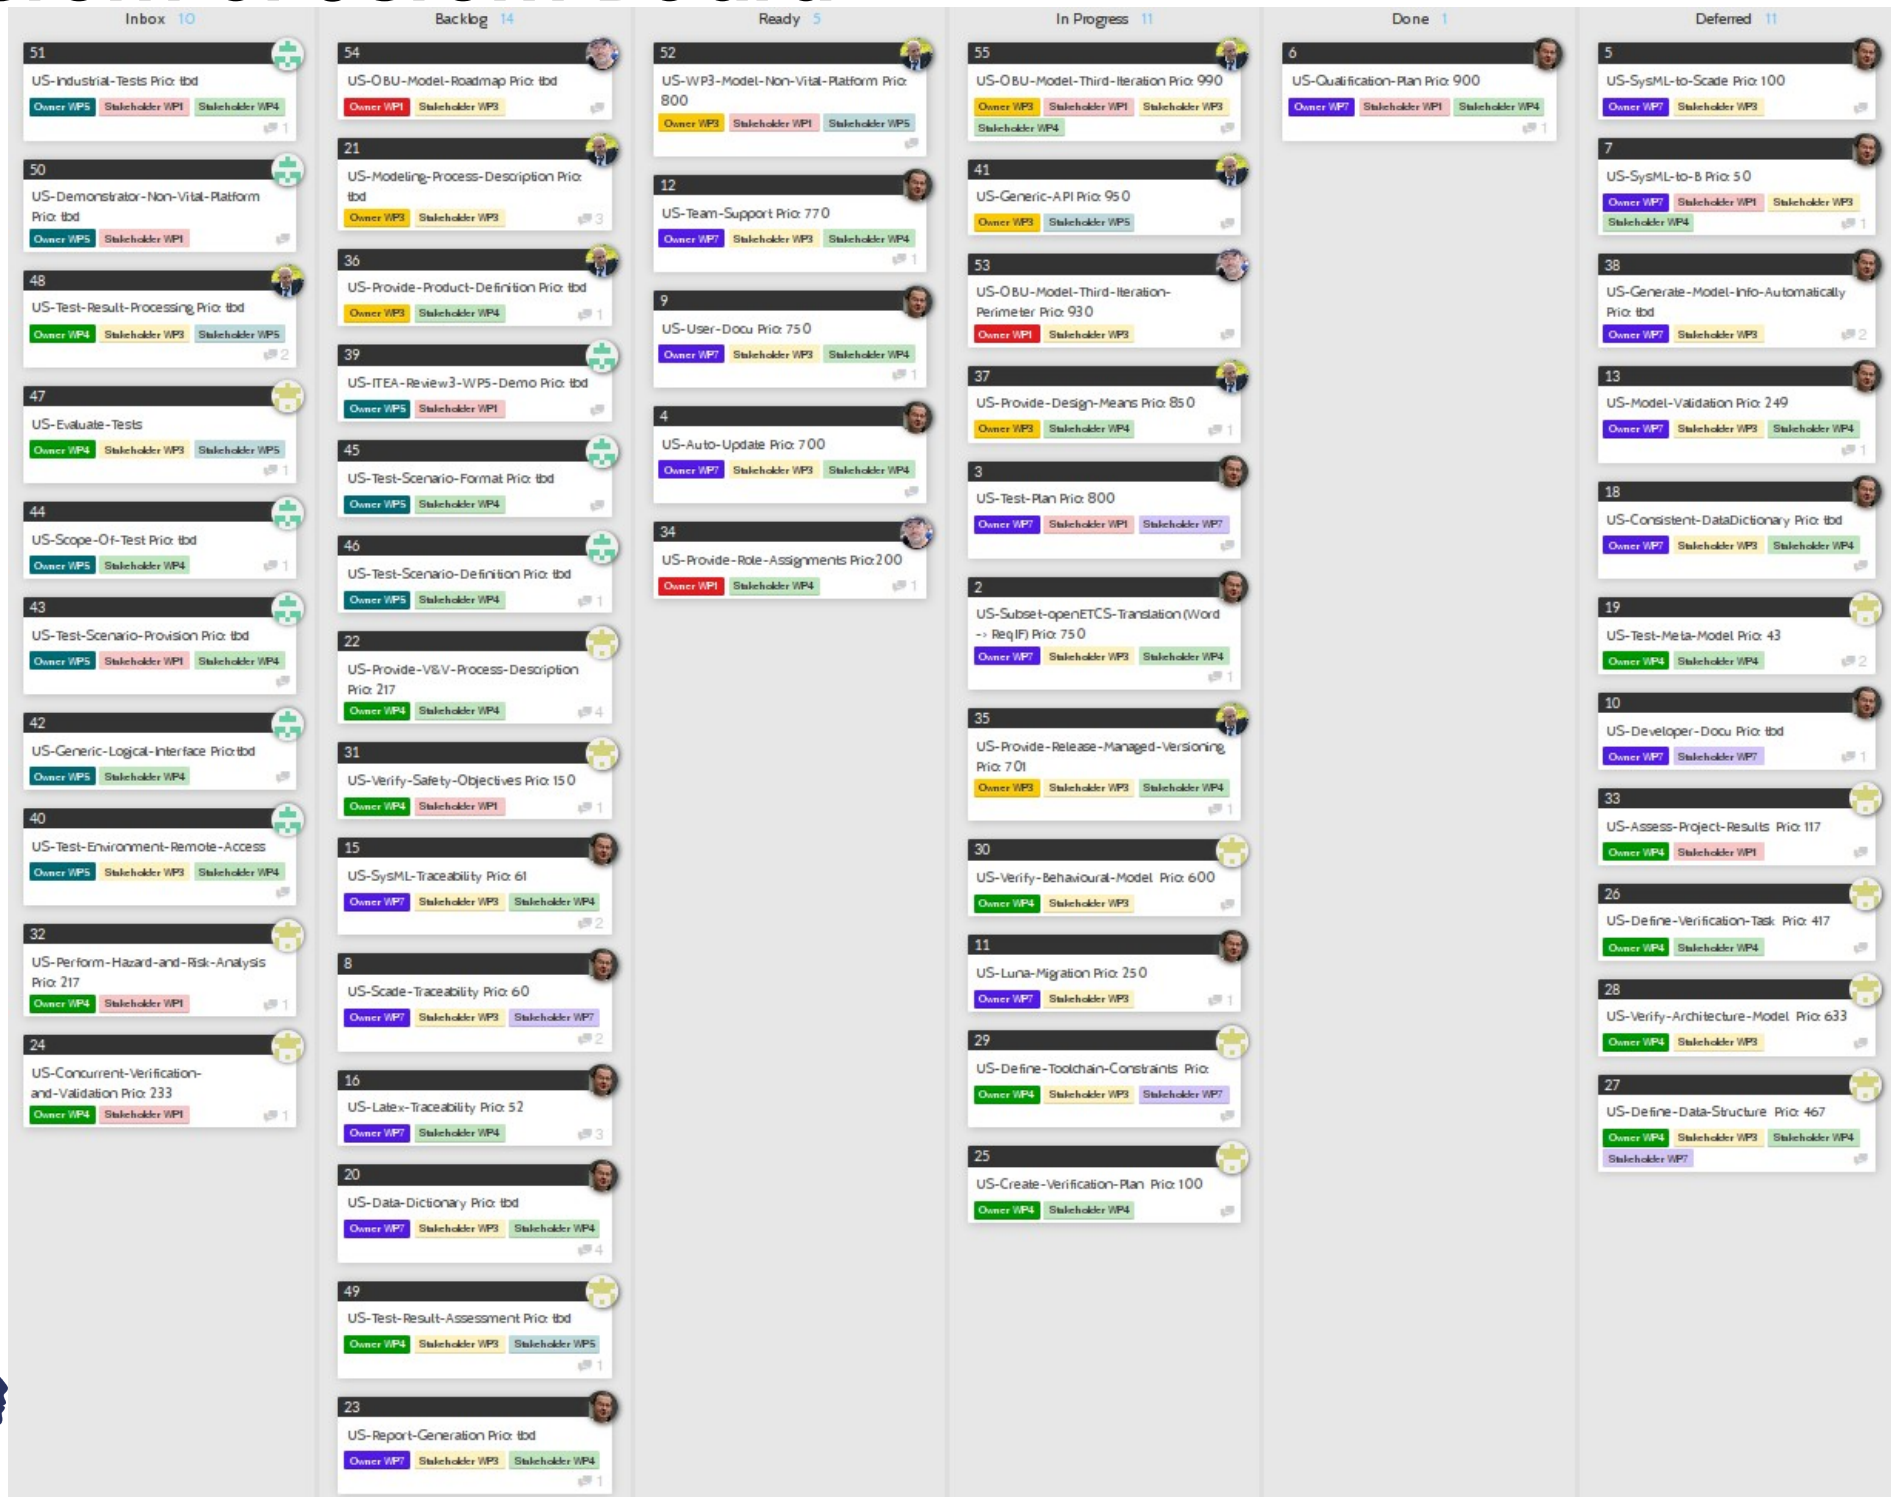 Inbox 10
51
US-Industrial-Tests Prio: tbd
Owner WP5 Stakeholder WP1 Stakeholder WP4
1
50
US-Demonstrator-Non-Vital-Platform
Prio: tbd
Owner WP5 Stakeholder WP1
48
US-Test-Result-Processing Prio: tbd
Owner WP4 Stakeholder WP3 Stakeholder WP5
2
47
US-Evaluate-Tests
Owner WP4 Stakeholder WP3 Stakeholder WP5
1
44
US-Scope-Of-Test Prio: tbd
Owner WP5 Stakeholder WP4 1
43
US-Test-Scenario-Provision Prio: tbd
Owner WP5 Stakeholder WP1 Stakeholder WP4
42
US-Generic-Logical-Interface Prio:tbd
Owner WP5 Stakeholder WP4
40
US-Test-Environment-Remote-Access
Owner WP5 Stakeholder WP3 Stakeholder WP4
32
US-Perform-Hazard-and-Risk-Analysis
Prio: 217
Owner WP4 Stakeholder WP1 1
24
US-Concurrent-Verification-
and-Validation Prio: 233
Owner WP4 Stakeholder WP1 1
Backlog 14
54
US-OBU-Model-Roadmap Prio: tbd
Owner WP1 Stakeholder WP3
21
US-Modeling-Process-Description Prio:
tbd
Owner WP3 Stakeholder WP3 3
36
US-Provide-Product-Definition Prio: tbd
Owner WP3 Stakeholder WP4 1
39
US-ITEA-Review3-WP5-Demo Prio: tbd
Owner WP5 Stakeholder WP1
45
US-Test-Scenario-Format Prio: tbd
Owner WP5 Stakeholder WP4
46
US-Test-Scenario-Definition Prio: tbd
Owner WP5 Stakeholder WP4 1
22
US-Provide-V&V-Process-Description
Prio: 217
Owner WP4 Stakeholder WP4 4
31
US-Verify-Safety-Objectives Prio: 150
Owner WP4 Stakeholder WP1 1
15
US-SysML-Traceability Prio: 61
Owner WP7 Stakeholder WP3 Stakeholder WP4
2
8
US-Scade-Traceability Prio: 60
Owner WP7 Stakeholder WP3 Stakeholder WP7
2
16
US-Latex-Traceability Prio: 52
Owner WP7 Stakeholder WP4 3
20
US-Data-Dictionary Prio: tbd
Owner WP7 Stakeholder WP3 Stakeholder WP4
4
49
US-Test-Result-Assessment Prio: tbd
Owner WP4 Stakeholder WP3 Stakeholder WP5
1
23
US-Report-Generation Prio: tbd
Owner WP7 Stakeholder WP3 Stakeholder WP4
1
Ready 5
52
US-WP3-Model-Non-Vital-Platform Prio:
800
Owner WP3 Stakeholder WP1 Stakeholder WP5
12
US-Team-Support Prio: 770
Owner WP7 Stakeholder WP3 Stakeholder WP4
1
9
US-User-Docu Prio: 750
Owner WP7 Stakeholder WP3 Stakeholder WP4
1
4
US-Auto-Update Prio: 700
Owner WP7 Stakeholder WP3 Stakeholder WP4
34
US-Provide-Role-Assignments Prio:200
Owner WP1 Stakeholder WP4 1
In Progress 11
55
US-OBU-Model-Third-Iteration Prio: 990
Owner WP3 Stakeholder WP1 Stakeholder WP3
Stakeholder WP4
41
US-Generic-API Prio: 950
Owner WP3 Stakeholder WP5
53
US-OBU-Model-Third-Iteration-
Perimeter Prio: 930
Owner WP1 Stakeholder WP3
37
US-Provide-Design-Means Prio: 850
Owner WP3 Stakeholder WP4 1
3
US-Test-Plan Prio: 800
Owner WP7 Stakeholder WP1 Stakeholder WP7
2
US-Subset-openETCS-Translation (Word
-> ReqIF) Prio: 750
Owner WP7 Stakeholder WP3 Stakeholder WP4
1
35
US-Provide-Release-Managed-Versioning
Prio: 701
Owner WP3 Stakeholder WP3 Stakeholder WP4
1
30
US-Verify-Behavioural-Model Prio: 600
Owner WP4 Stakeholder WP3
11
US-Luna-Migration Prio: 250
Owner WP7 Stakeholder WP3 1
29
US-Define-Toolchain-Constraints Prio:
Owner WP4 Stakeholder WP3 Stakeholder WP7
25
US-Create-Verification-Plan Prio: 100
Owner WP4 Stakeholder WP4
Done 1
6
US-Qualification-Plan Prio: 900
Owner WP7 Stakeholder WP1 Stakeholder WP4
1
Deferred 11
5
US-SysML-to-Scade Prio: 100
Owner WP7 Stakeholder WP3
7
US-SysML-to-B Prio: 50
Owner WP7 Stakeholder WP1 Stakeholder WP3
Stakeholder WP4 1
38
US-Generate-Model-Info-Automatically
Prio: tbd
Owner WP7 Stakeholder WP3 2
13
US-Model-Validation Prio: 249
Owner WP7 Stakeholder WP3 Stakeholder WP4
1
18
US-Consistent-DataDictionary Prio: tbd
Owner WP7 Stakeholder WP3 Stakeholder WP4
19
US-Test-Meta-Model Prio: 43
Owner WP4 Stakeholder WP4 2
10
US-Developer-Docu Prio: tbd
Owner WP7 Stakeholder WP7 1
33
US-Assess-Project-Results Prio: 117
Owner WP4 Stakeholder WP1
26
US-Define-Verification-Task Prio: 417
Owner WP4 Stakeholder WP4
28
US-Verify-Architecture-Model Prio: 633
Owner WP4 Stakeholder WP3
27
US-Define-Data-Structure Prio: 467
Owner WP4 Stakeholder WP3 Stakeholder WP4
Stakeholder WP7